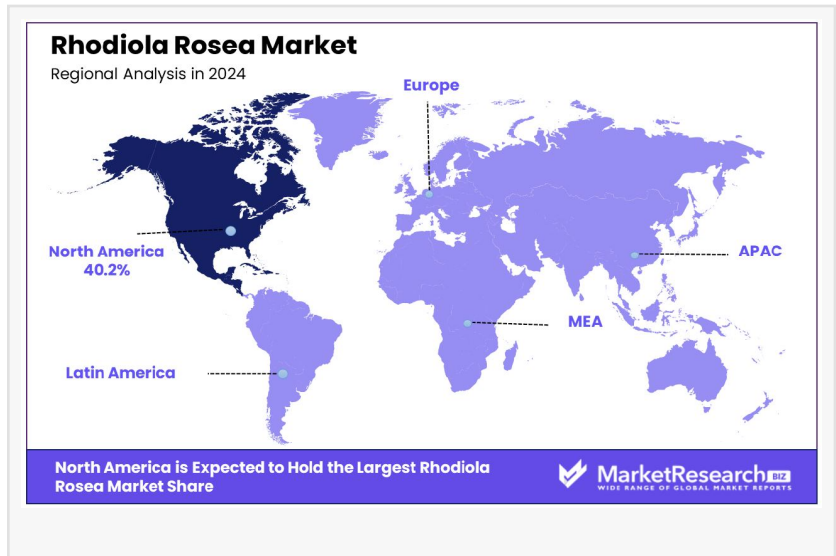 Rhodiola Rosea Market
Regional Analysis in 2024
Europe
North America
40.2%
APAC
MEA
Latin America
North America is Expected to Hold the Largest Rhodiola
Rosea Market Share
MarketResearch BIZ
WIDE RANGE OF GLOBAL MARKET REPORTS